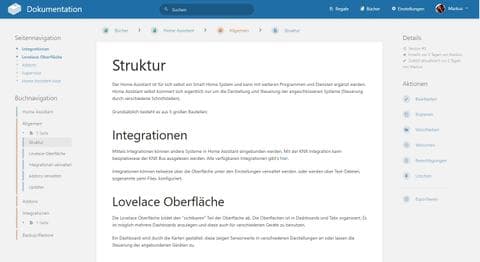 Dokumentation
Suchen
Regale
Bücher
Einstellungen
Markus
Seitennavigation
Integrationen
Lovelace Oberfläche
Addons
Supervisor
Home Assistant Core
Buchnavigation
Home Assistant
Allgemein
1 Seite
Struktur
Lovelace Oberfläche
Integrationen verwalten
Addons verwalten
Updates
Addons
Integrationen
1 Seite
Backup/Restore
Bücher
Home Assistant
Allgemein
Struktur
Struktur
Der Home Assistant ist für sich selbst ein Smart Home System und kann mit weiteren Programmen und Diensten ergänzt werden.
Home Assistant selbst kümmert sich eigentlich nur um die Darstellung und Steuerung der angeschlossenen Systeme (Steuerung
durch verschiedene Schnittstellen).
Grundsätzlich besteht es aus 5 großen Baustellen:
Integrationen
Mittels Integrationen können andere Systeme in Home Assistant eingebunden werden. Mit der KNX Integration kann
beispielsweise der KNX Bus ausgelesen werden. Alle verfügbaren Integrationen gibt's hier.
Integrationen können teilweise über die Oberfläche unter den Einstellungen verwaltet werden, oder werden über Text-Dateien,
sogenannte yaml-Files konfiguriert.
Lovelace Oberfläche
Die Lovelace Oberfläche bildet den "sichtbaren" Teil der Oberfläche ab. Die Oberflächen ist in Dashboards und Tabs organisiert. Es
ist möglich mehrere Dashboards anzulegen und diese auch für verschiedene Geräte zu benutzen.
Ein Dashboard wird durch die Karten gestaltet, diese zeigen Sensorwerte in verschiedenen Darstellungen an oder lassen die
Steuerung der angebundenen Geräten zu.
Details
Version #3
Erstellt vor 2 Tagen von Markus
Zuletzt aktualisiert vor 2 Tagen
von Markus
Aktionen
Bearbeiten
Kopieren
Verschieben
Versionen
Berechtigungen
Löschen
Exportieren